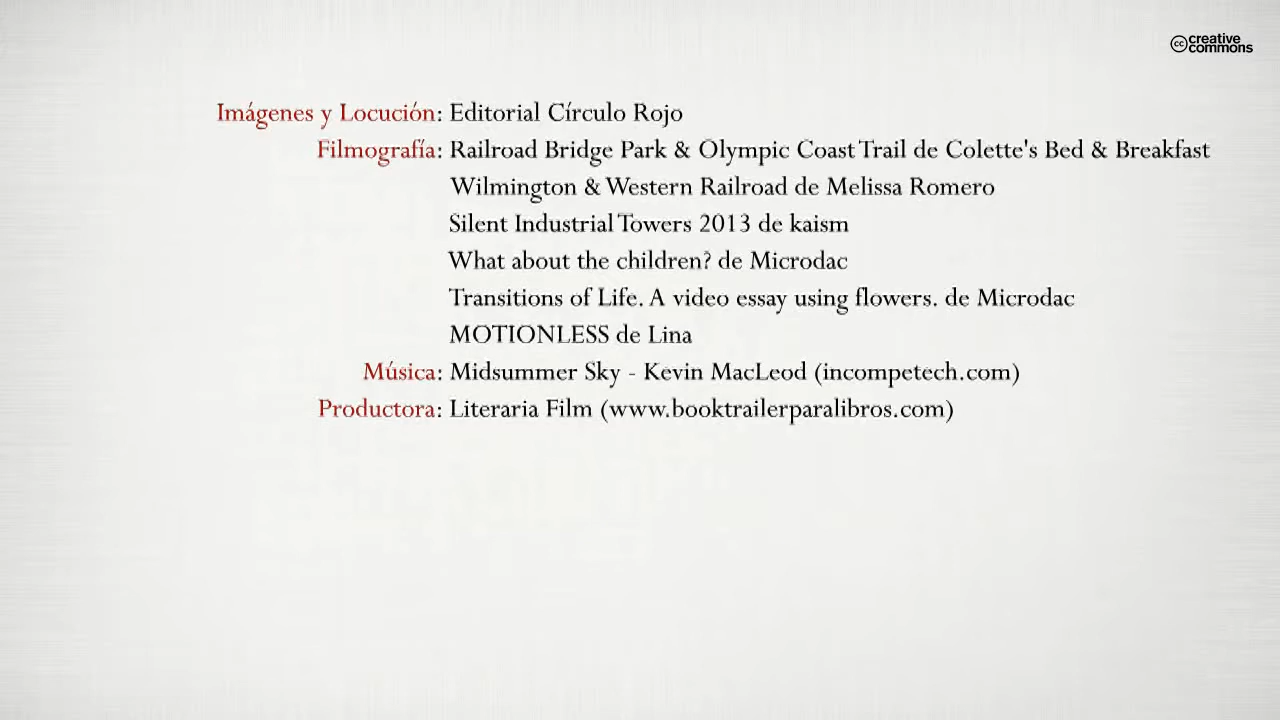 creative
commons
Imágenes y Locución: Editorial Círculo Rojo
Filmografía: Railroad Bridge Park & Olympic Coast Trail de Colette's Bed & Breakfast
Wilmington & Western Railroad de Melissa Romero
Silent Industrial Towers 2013 de kaism
What about the children? de Microdac
Transitions of Life. A video essay using flowers. de Microdac
MOTIONLESS de Lina
Música: Midsummer Sky - Kevin MacLeod (incompetech.com)
Productora: Literaria Film (www.booktrailerparalibros.com)